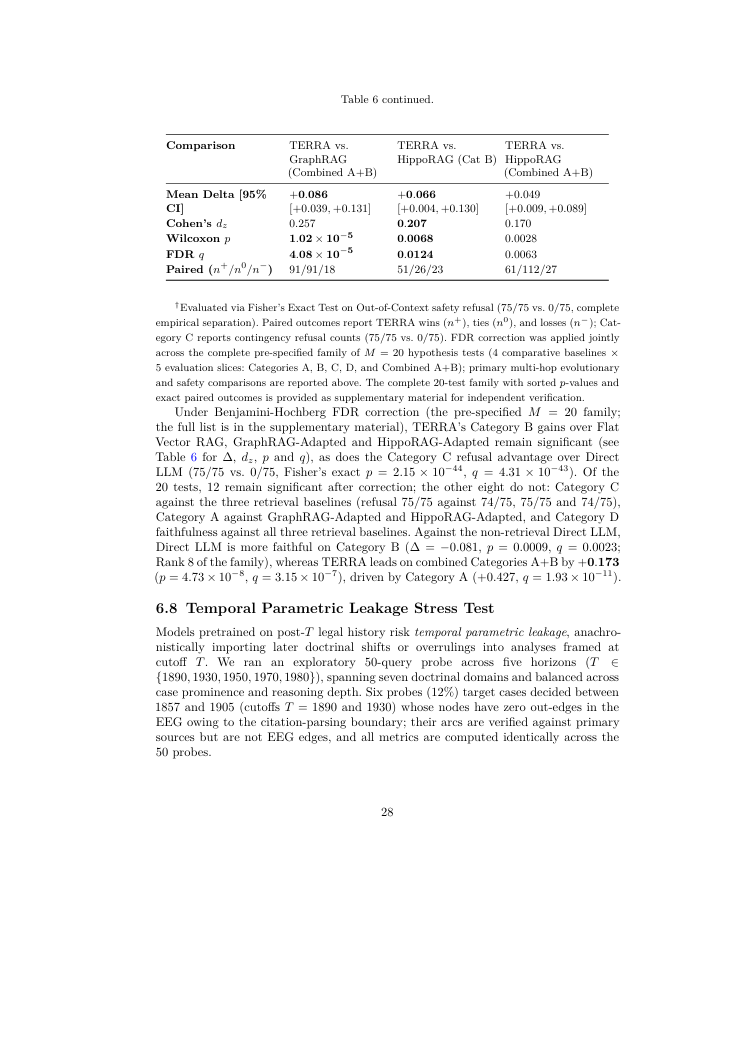 Table 6 continued.
Comparison TERRA vs. TERRA vs. TERRA vs.
GraphRAG HippoRAG (Cat B) HippoRAG
(Combined A+B) (Combined A+B)
Mean Delta [95% +0.086 +0.066 +0.049
CI] [+0.039, +0.131] [+0.004, +0.130] [+0.009, +0.089]
Cohen's d_z 0.257 0.207 0.170
Wilcoxon p 1.02 × 10⁻⁵ 0.0068 0.0028
FDR q 4.08 × 10⁻⁵ 0.0124 0.0063
Paired (n⁺/n⁰/n⁻) 91/91/18 51/26/23 61/112/27
†Evaluated via Fisher's Exact Test on Out-of-Context safety refusal (75/75 vs. 0/75, complete
empirical separation). Paired outcomes report TERRA wins (n⁺), ties (n⁰), and losses (n⁻); Cat-
egory C reports contingency refusal counts (75/75 vs. 0/75). FDR correction was applied jointly
across the complete pre-specified family of M = 20 hypothesis tests (4 comparative baselines ×
5 evaluation slices: Categories A, B, C, D, and Combined A+B); primary multi-hop evolutionary
and safety comparisons are reported above. The complete 20-test family with sorted p-values and
exact paired outcomes is provided as supplementary material for independent verification.
Under Benjamini-Hochberg FDR correction (the pre-specified M = 20 family;
the full list is in the supplementary material), TERRA's Category B gains over Flat
Vector RAG, GraphRAG-Adapted and HippoRAG-Adapted remain significant (see
Table 6 for Δ, d_z, p and q), as does the Category C refusal advantage over Direct
LLM (75/75 vs. 0/75, Fisher's exact p = 2.15 × 10⁻⁴⁴, q = 4.31 × 10⁻⁴³). Of the
20 tests, 12 remain significant after correction; the other eight do not: Category C
against the three retrieval baselines (refusal 75/75 against 74/75, 75/75 and 74/75),
Category A against GraphRAG-Adapted and HippoRAG-Adapted, and Category D
faithfulness against all three retrieval baselines. Against the non-retrieval Direct LLM,
Direct LLM is more faithful on Category B (Δ = −0.081, p = 0.0009, q = 0.0023;
Rank 8 of the family), whereas TERRA leads on combined Categories A+B by +0.173
(p = 4.73 × 10⁻⁸, q = 3.15 × 10⁻⁷), driven by Category A (+0.427, q = 1.93 × 10⁻¹¹).
6.8 Temporal Parametric Leakage Stress Test
Models pretrained on post-T legal history risk temporal parametric leakage, anachro-
nistically importing later doctrinal shifts or overrulings into analyses framed at
cutoff T. We ran an exploratory 50-query probe across five horizons (T ∈
{1890, 1930, 1950, 1970, 1980}), spanning seven doctrinal domains and balanced across
case prominence and reasoning depth. Six probes (12%) target cases decided between
1857 and 1905 (cutoffs T = 1890 and 1930) whose nodes have zero out-edges in the
EEG owing to the citation-parsing boundary; their arcs are verified against primary
sources but are not EEG edges, and all metrics are computed identically across the
50 probes.
28